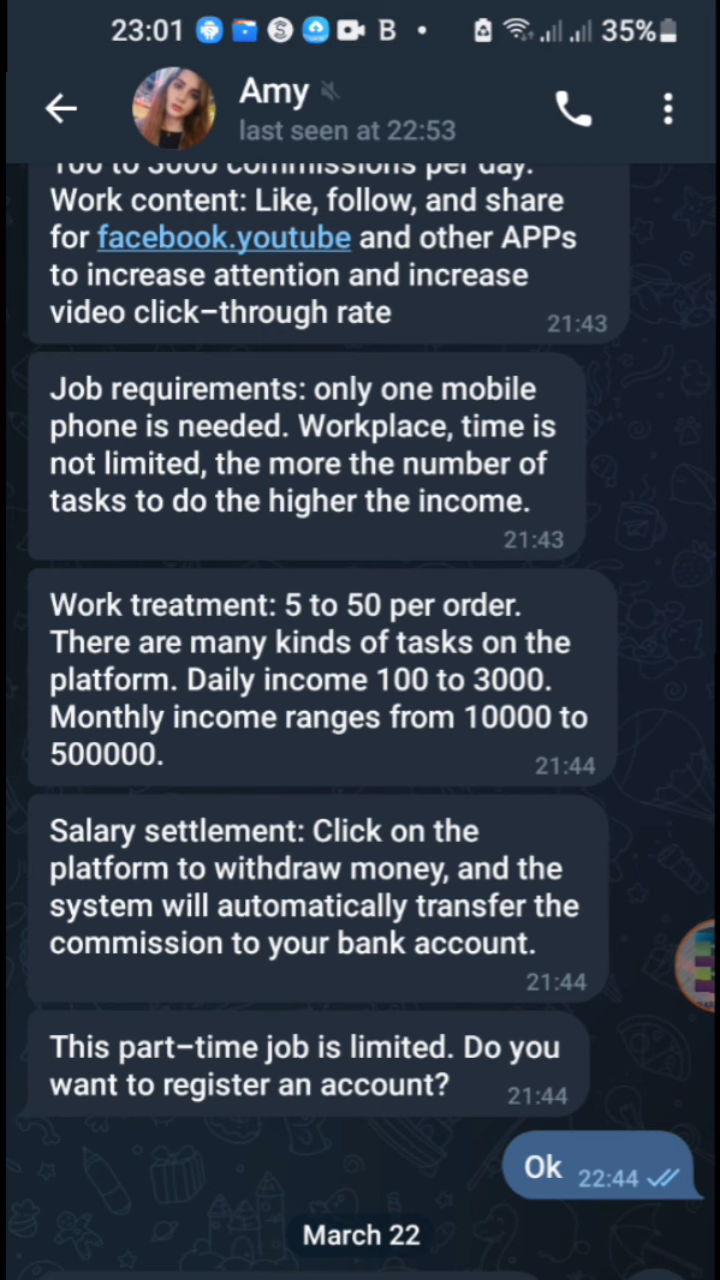 23:01
35%
Amy
last seen at 22:53
100 to 3000 commissions per day.
Work content: Like, follow, and share
for facebook.youtube and other APPs
to increase attention and increase
video click-through rate
21:43
Job requirements: only one mobile
phone is needed. Workplace, time is
not limited, the more the number of
tasks to do the higher the income.
21:43
Work treatment: 5 to 50 per order.
There are many kinds of tasks on the
platform. Daily income 100 to 3000.
Monthly income ranges from 10000 to
500000.
21:44
Salary settlement: Click on the
platform to withdraw money, and the
system will automatically transfer the
commission to your bank account.
21:44
This part-time job is limited. Do you
want to register an account?
21:44
Ok 22:44
March 22